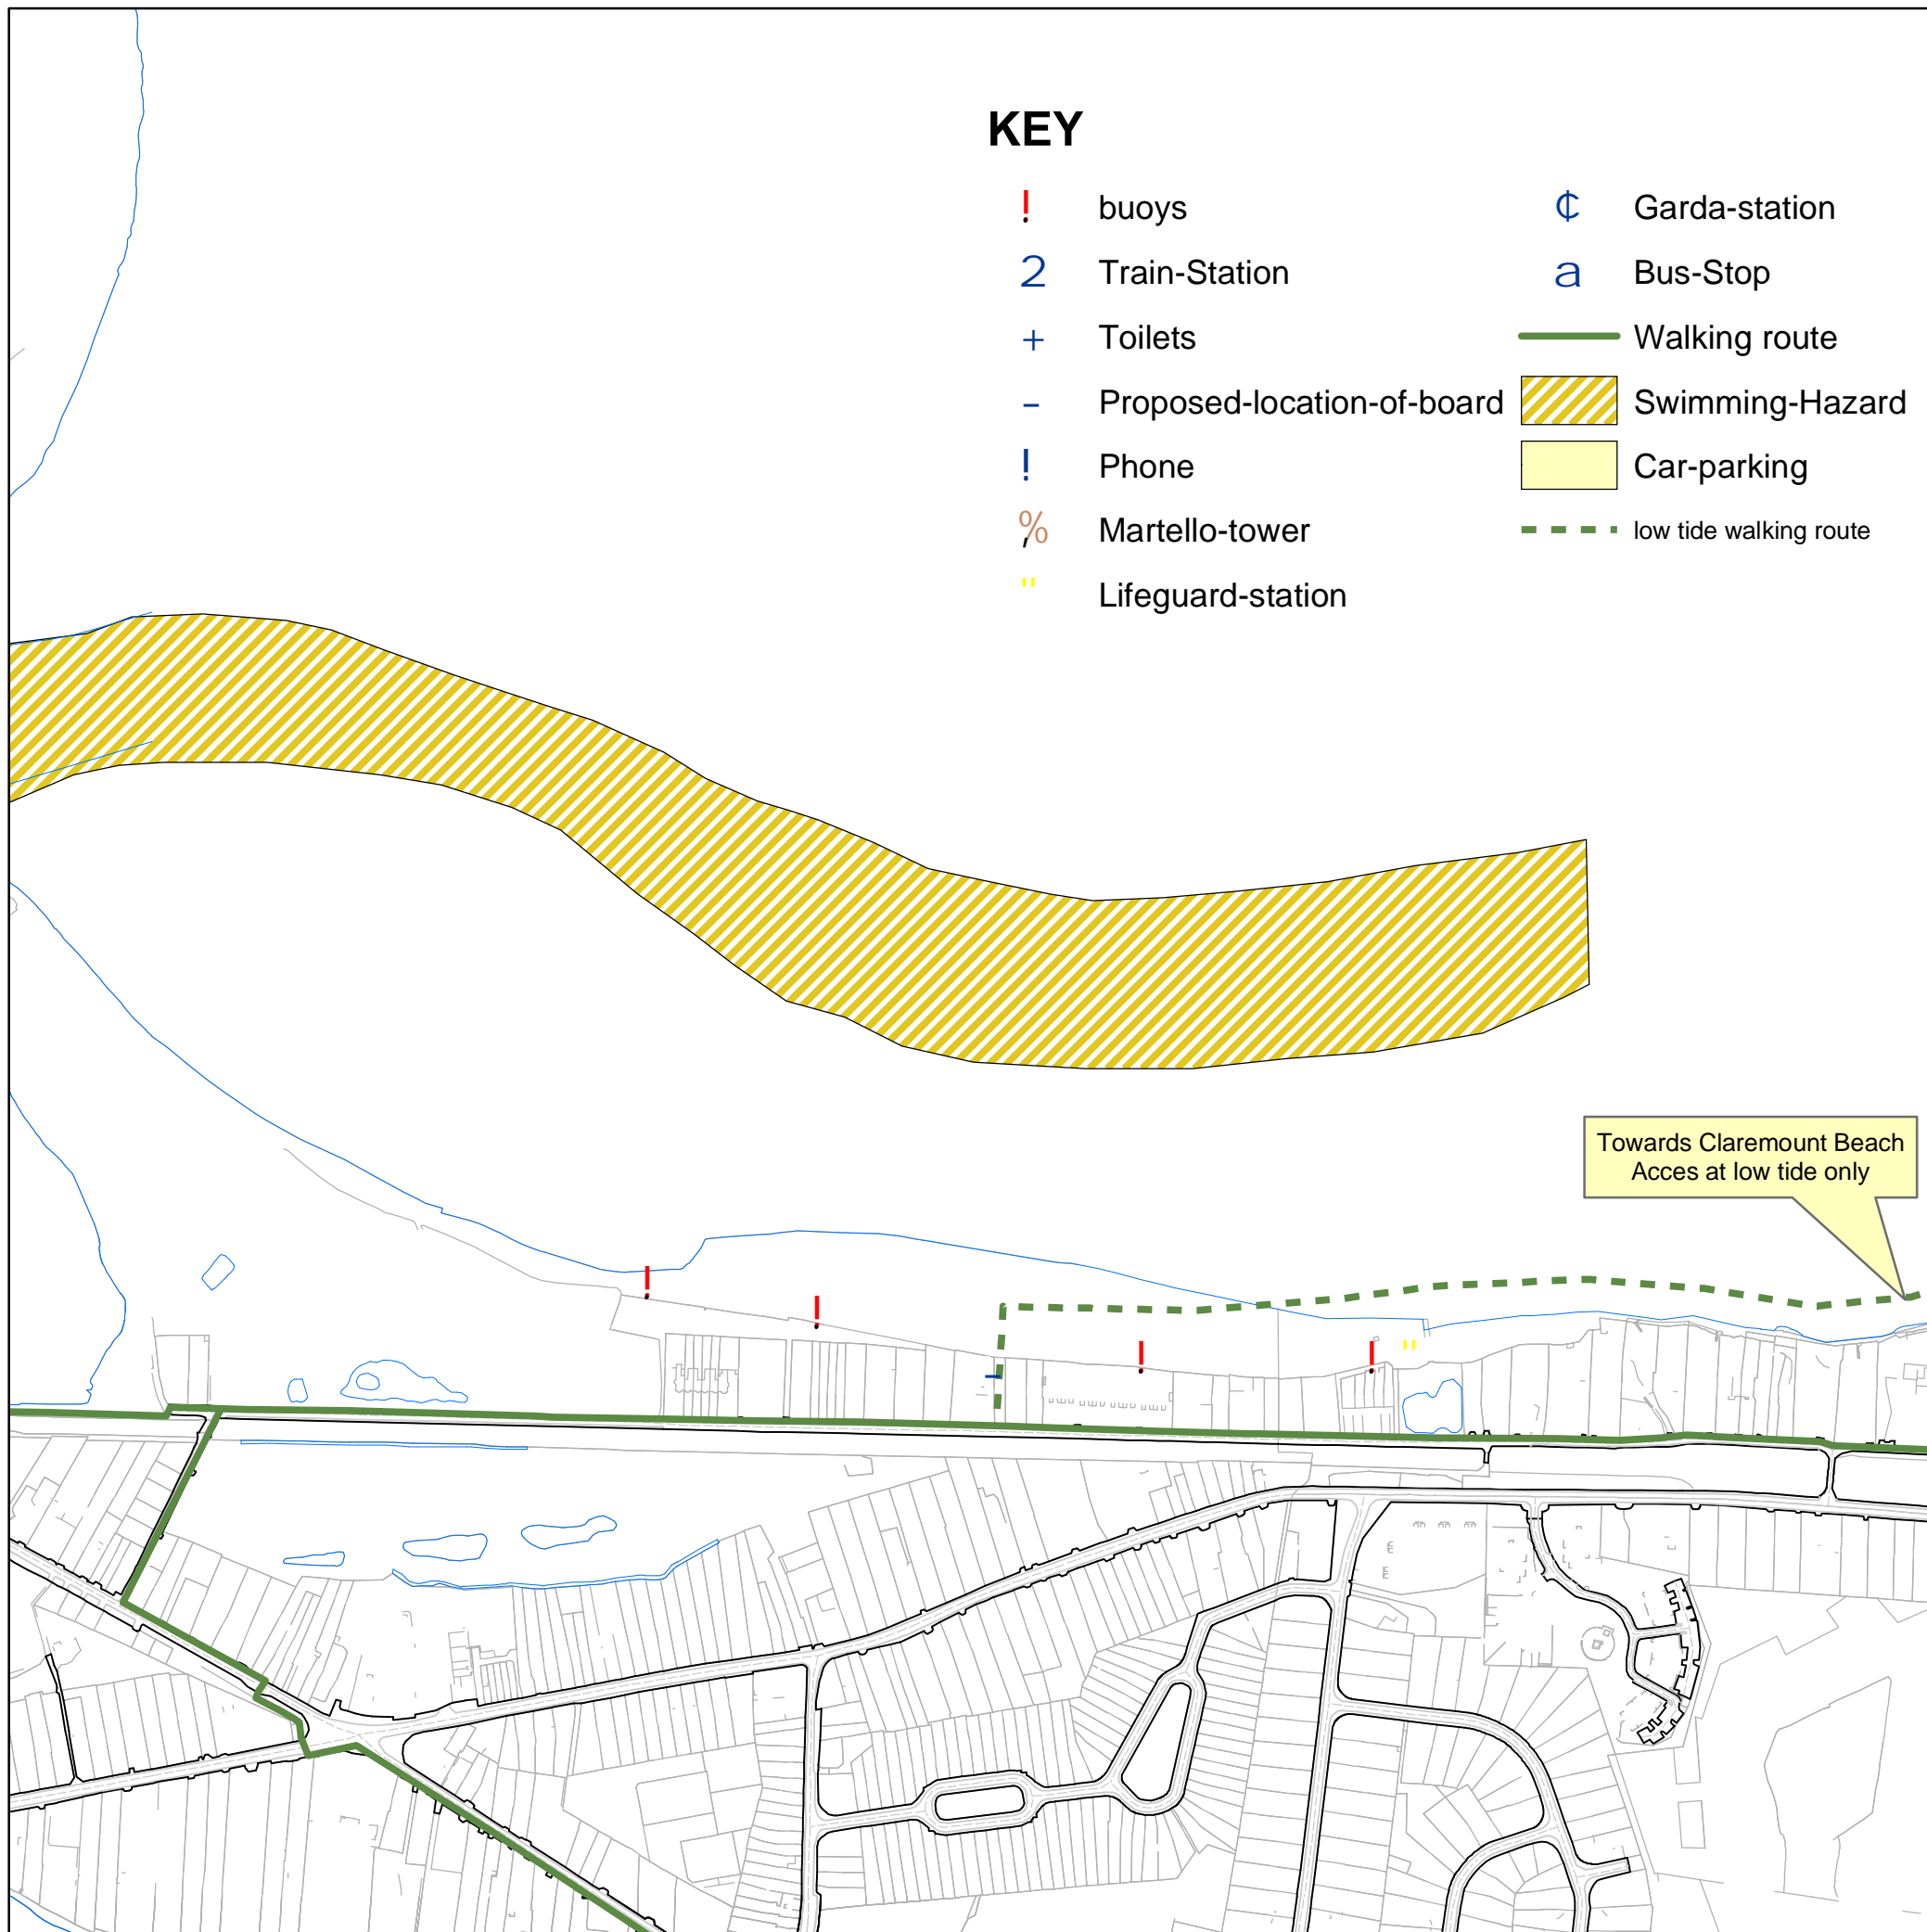 KEY
! buoys
2 Train-Station
+ Toilets
- Proposed-location-of-board
! Phone
% Martello-tower
" Lifeguard-station
¢ Garda-station
a Bus-Stop
Walking route
Swimming-Hazard
Car-parking
low tide walking route
Towards Claremount Beach
Acces at low tide only